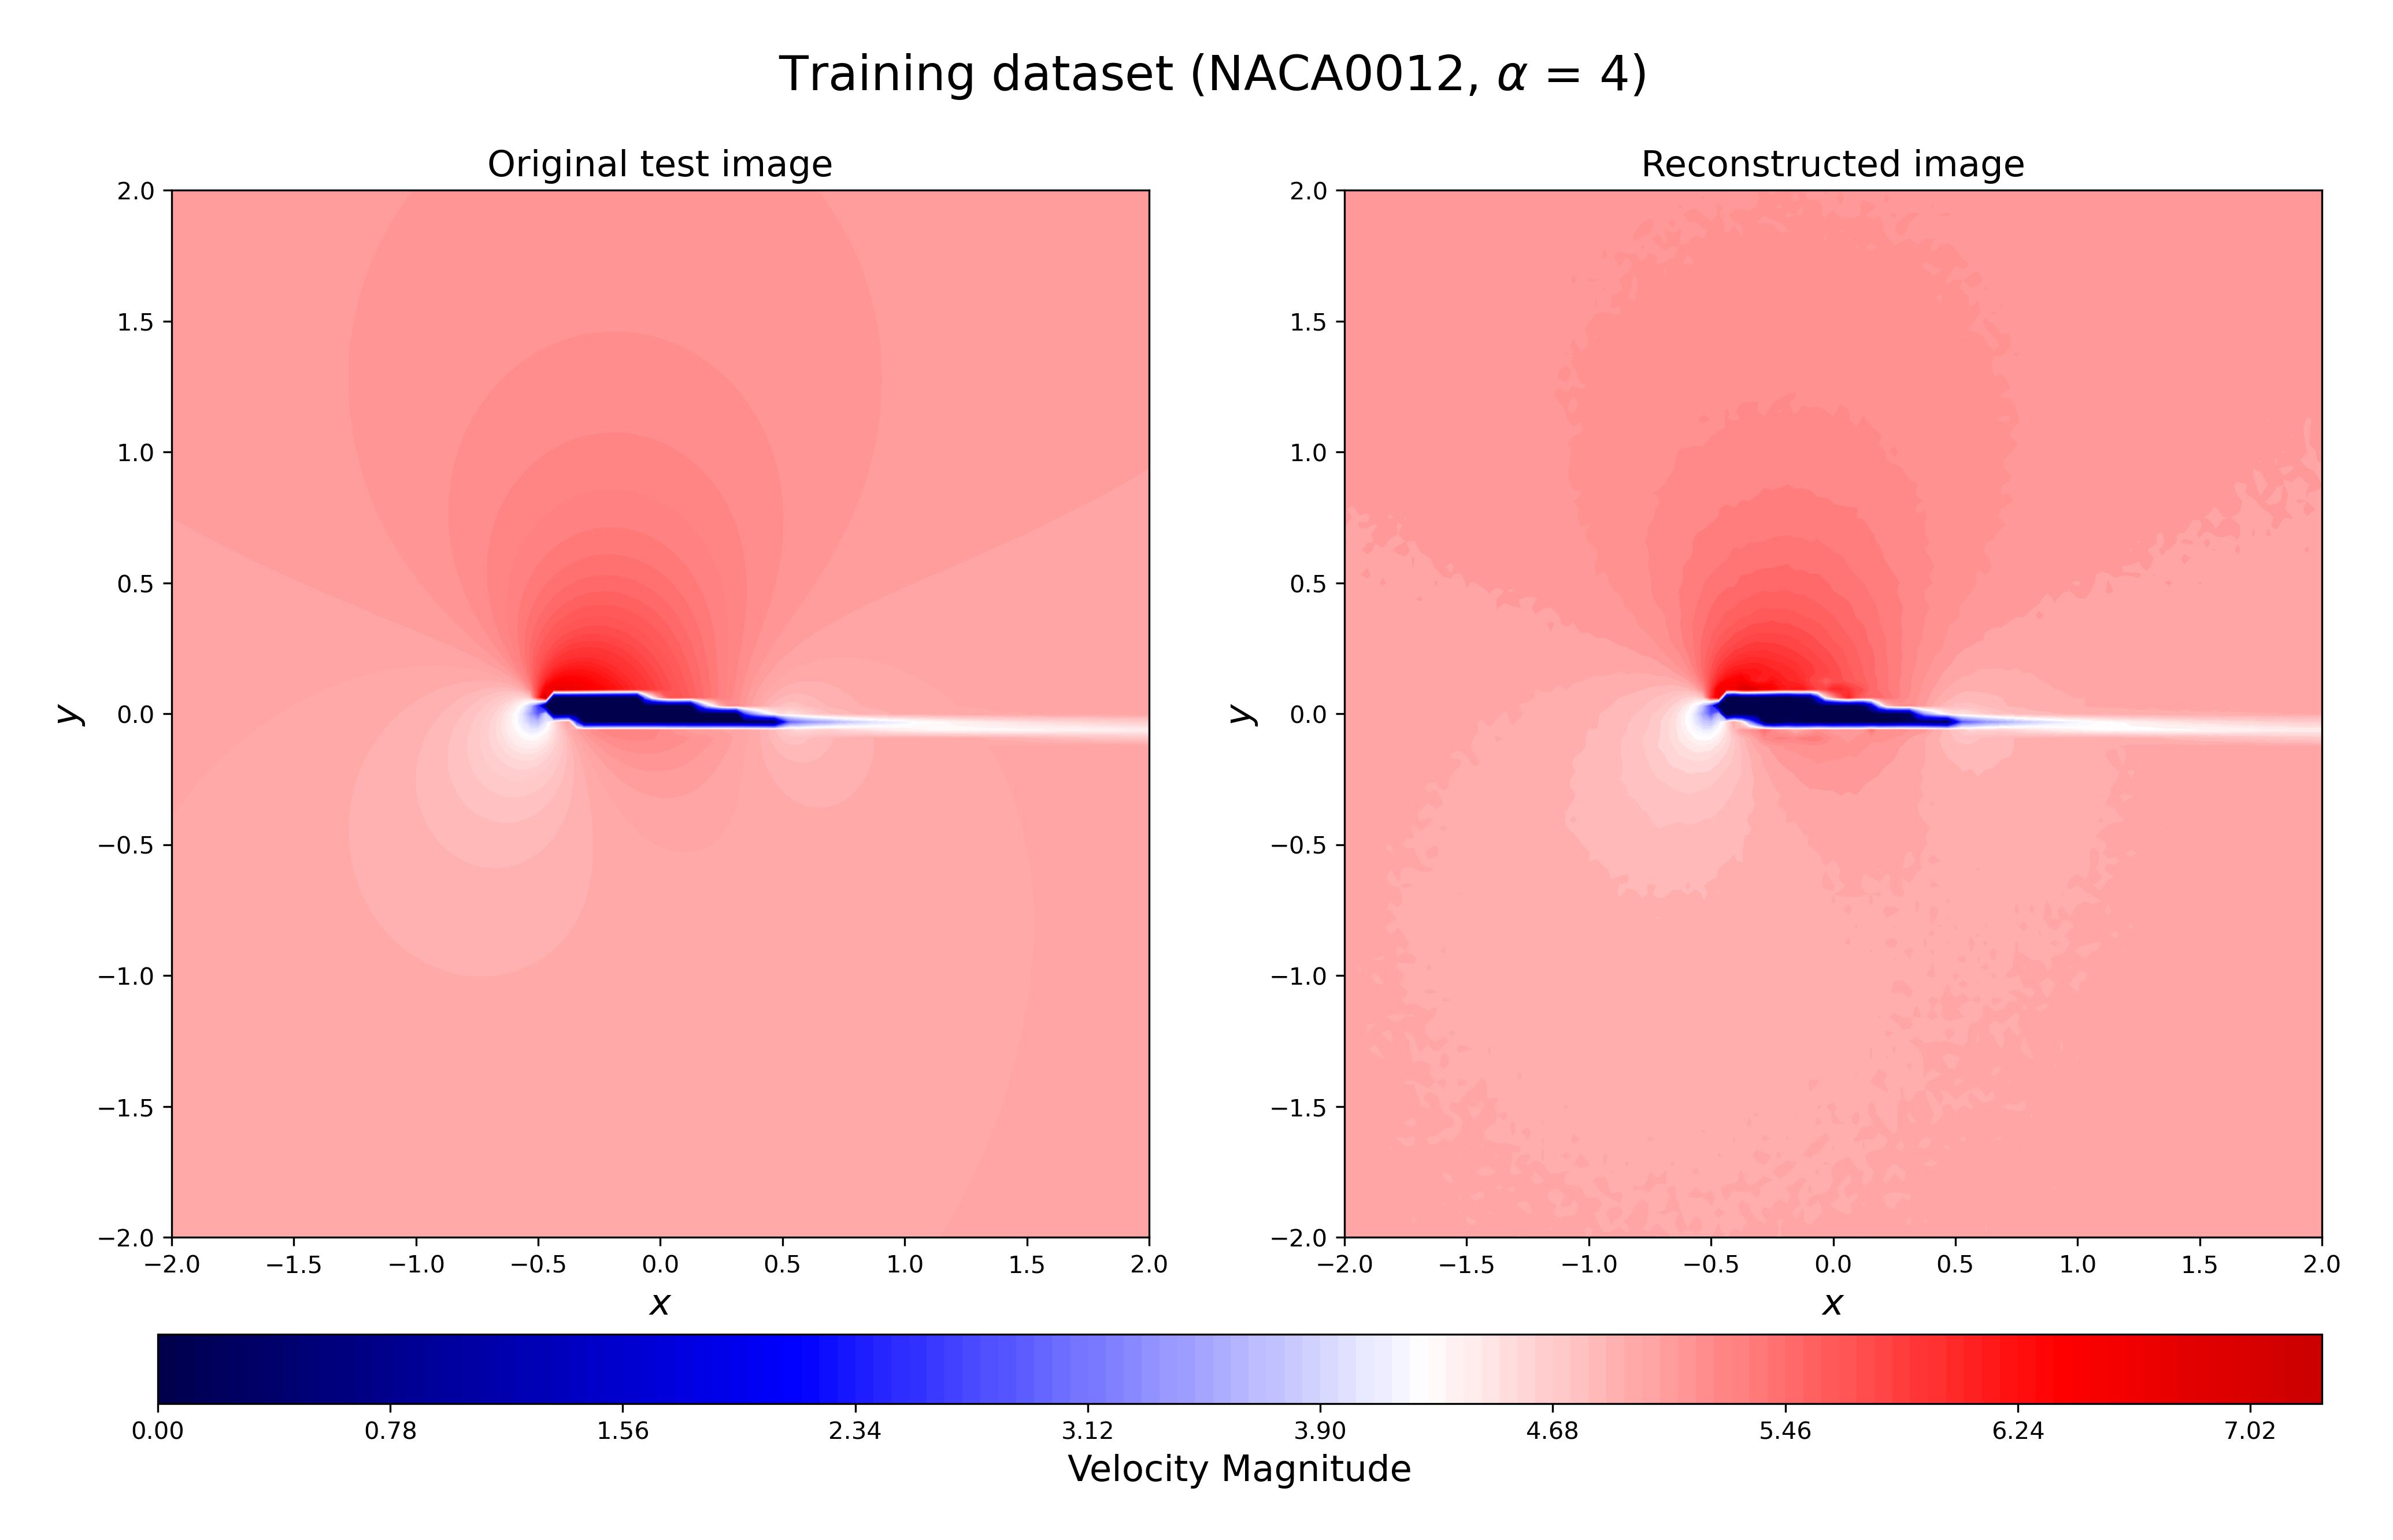 Training dataset (NACA0012, α = 4)
Original test image
Reconstructed image
2.0
1.5
1.0
0.5
0.0
−0.5
−1.0
−1.5
−2.0
y
−2.0 −1.5 −1.0 −0.5 0.0 0.5 1.0 1.5 2.0
x
2.0
1.5
1.0
0.5
0.0
−0.5
−1.0
−1.5
−2.0
y
−2.0 −1.5 −1.0 −0.5 0.0 0.5 1.0 1.5 2.0
x
0.00 0.78 1.56 2.34 3.12 3.90 4.68 5.46 6.24 7.02
Velocity Magnitude